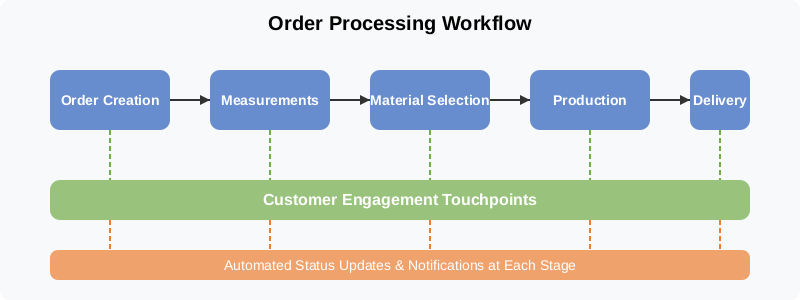 Order Processing Workflow
Order Creation
Measurements
Material Selection
Production
Delivery
Customer Engagement Touchpoints
Automated Status Updates & Notifications at Each Stage